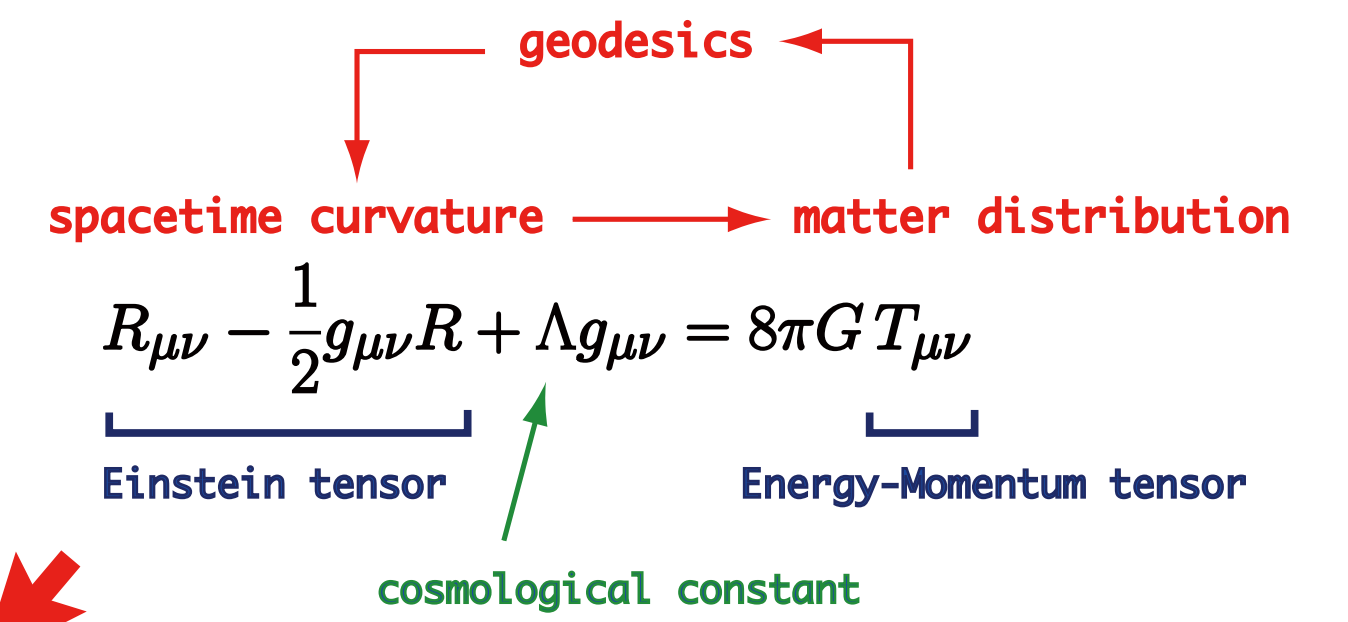 geodesics
spacetime curvature matter distribution
R_{μν} − \frac{1}{2} g_{μν} R + Λ g_{μν} = 8πG T_{μν}
Einstein tensor Energy-Momentum tensor
cosmological constant